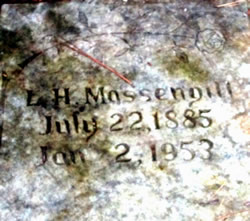 L. H. Massengill
July 22, 1885
Jan 2, 1953